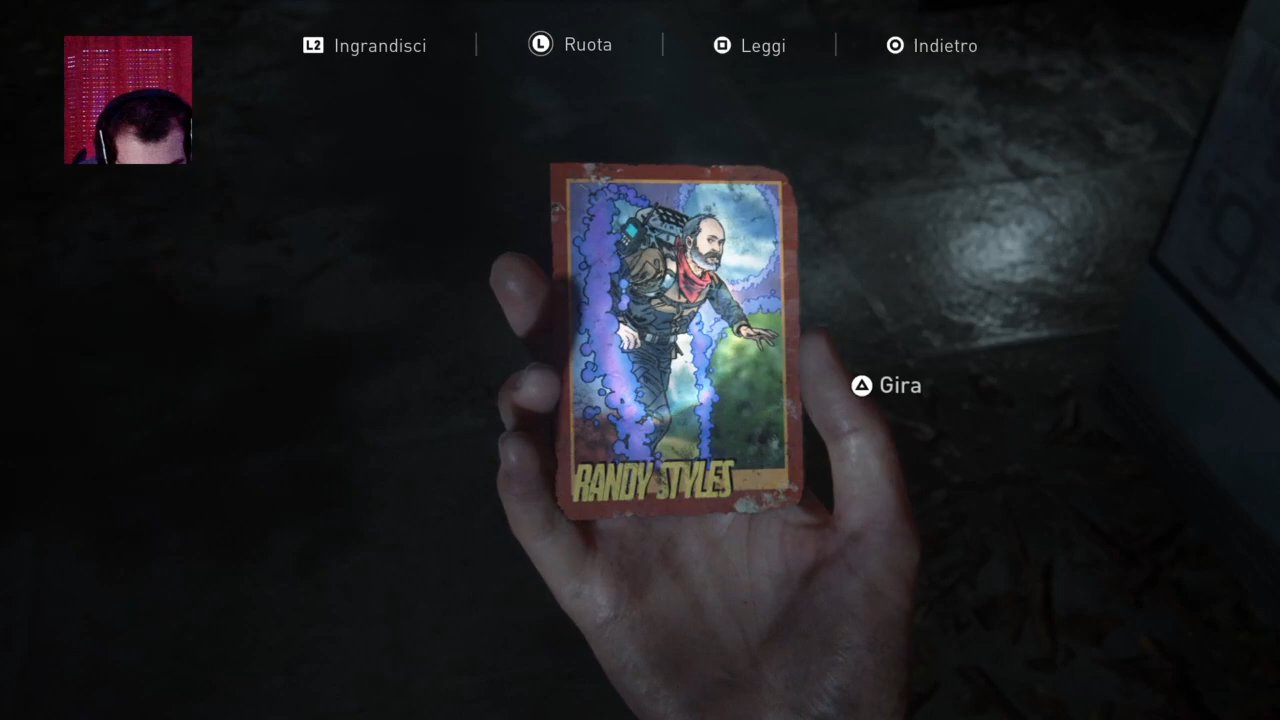 L2 Ingrandisci
L Ruota
Leggi
Indietro
Gira
RANDY STYLES